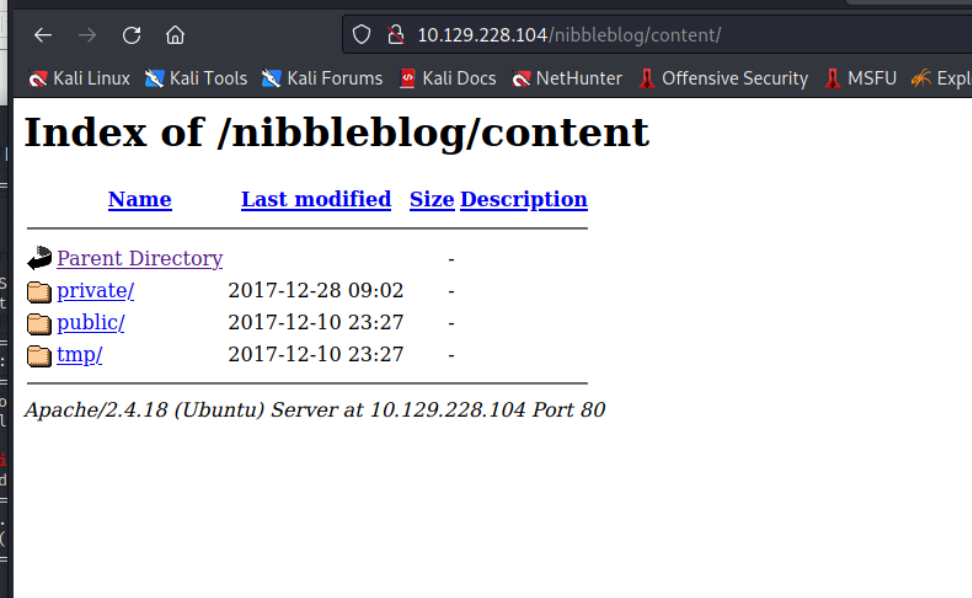 10.129.228.104/nibbleblog/content/
Kali Linux Kali Tools Kali Forums Kali Docs NetHunter Offensive Security MSFU Expl
Index of /nibbleblog/content
Name Last modified Size Description
Parent Directory -
private/ 2017-12-28 09:02 -
public/ 2017-12-10 23:27 -
tmp/ 2017-12-10 23:27 -
Apache/2.4.18 (Ubuntu) Server at 10.129.228.104 Port 80